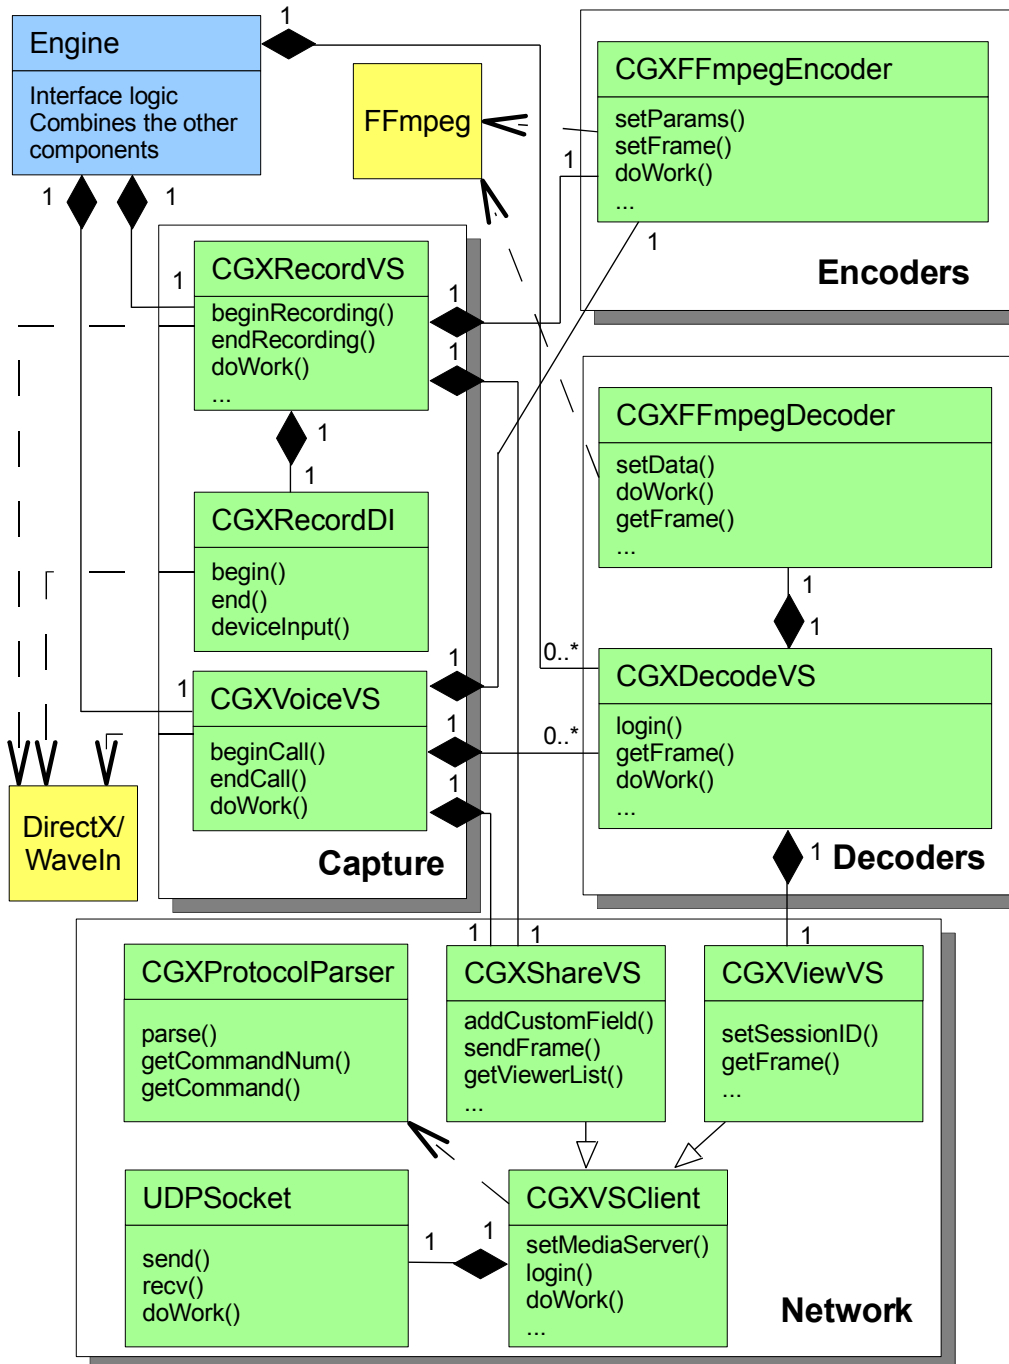 Engine
Interface logic
Combines the other
components
1
1
1
FFmpeg
CGXFFmpegEncoder
setParams()
setFrame()
doWork()
...
1
1
Encoders
CGXRecordVS
beginRecording()
endRecording()
doWork()
...
1
1
1
1
1
CGXRecordDI
begin()
end()
deviceInput()
CGXVoiceVS
beginCall()
endCall()
doWork()
1
1
1
1
Capture
DirectX/
WaveIn
CGXFFmpegDecoder
setData()
doWork()
getFrame()
...
1
1
0..*
0..*
CGXDecodeVS
login()
getFrame()
doWork()
...
1
Decoders
CGXProtocolParser
parse()
getCommandNum()
getCommand()
1
1
CGXShareVS
addCustomField()
sendFrame()
getViewerList()
...
1
CGXViewVS
setSessionID()
getFrame()
...
UDPSocket
send()
recv()
doWork()
1
1
CGXVSClient
setMediaServer()
login()
doWork()
...
Network